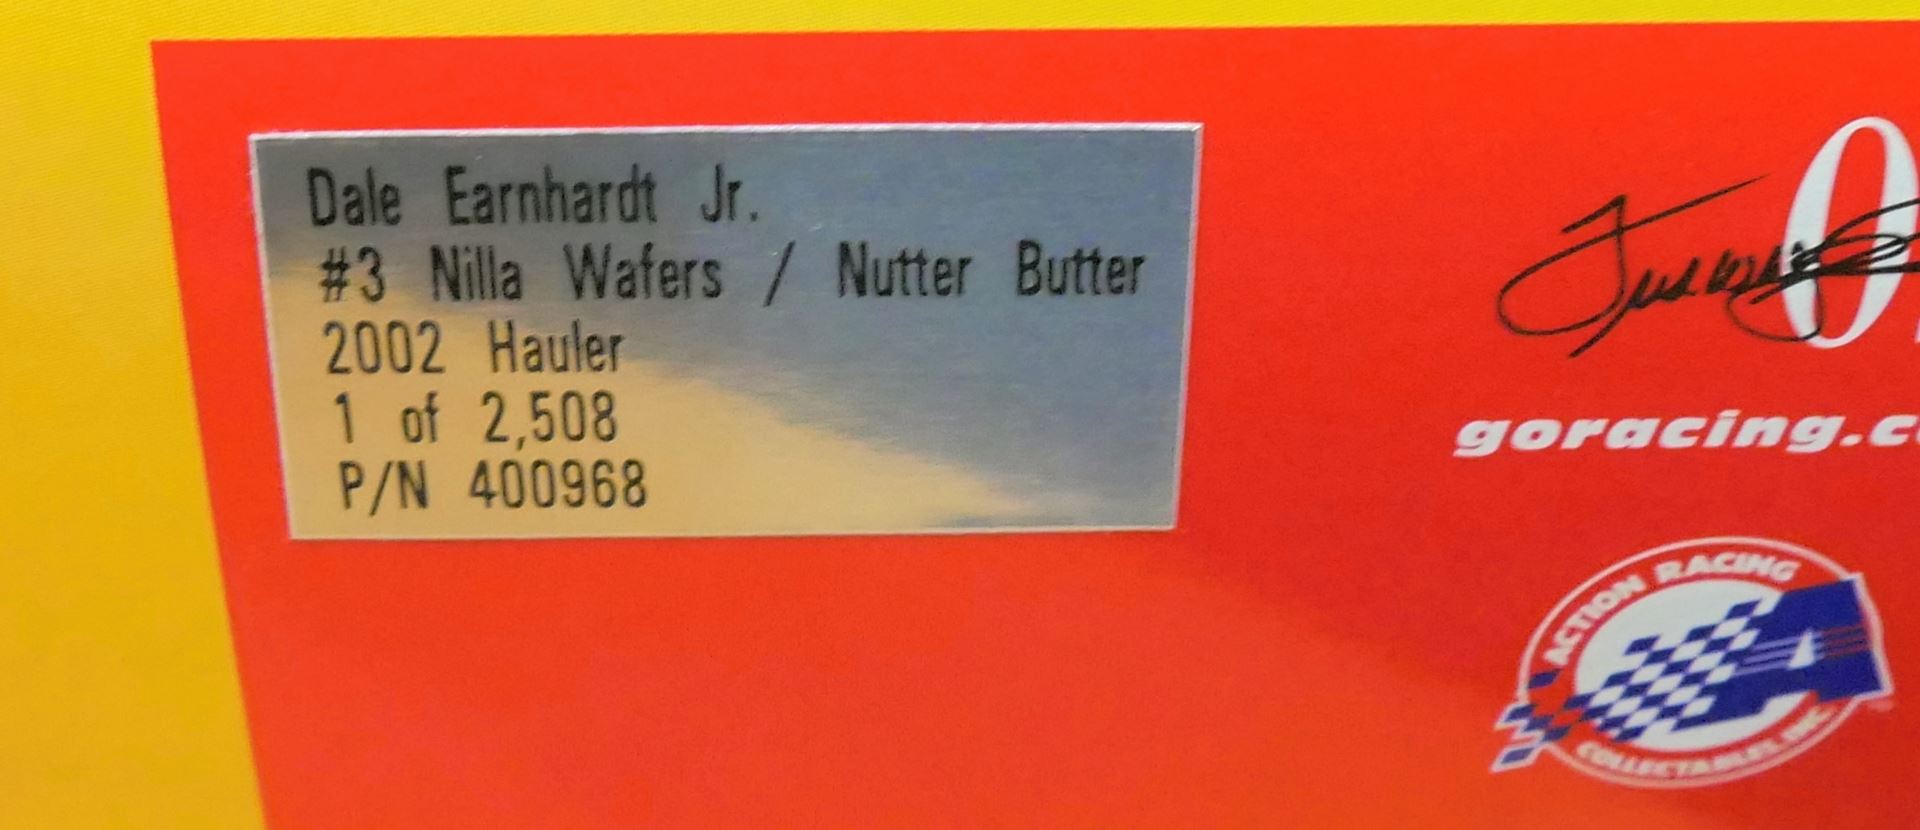 Dale Earnhardt Jr.
#3 Nilla Wafers / Nutter Butter
2002 Hauler
1 of 2,508
P/N 400968
goracing.c
ACTION RACING
COLLECTABLES, INC.